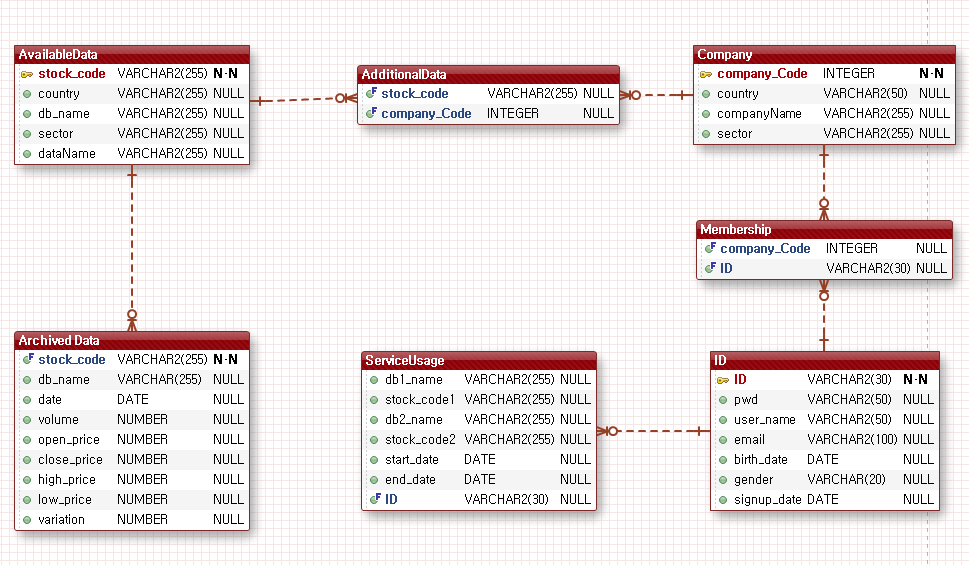 AvailableData
stock_code VARCHAR2(255) N·N
country VARCHAR2(255) NULL
db_name VARCHAR2(255) NULL
sector VARCHAR2(255) NULL
dataName VARCHAR2(255) NULL
AdditionalData
stock_code VARCHAR2(255) NULL
company_Code INTEGER NULL
Company
company_Code INTEGER N·N
country VARCHAR2(50) NULL
companyName VARCHAR2(255) NULL
sector VARCHAR2(255) NULL
Membership
company_Code INTEGER NULL
ID VARCHAR2(30) NULL
Archived Data
stock_code VARCHAR2(255) N·N
db_name VARCHAR(255) NULL
date DATE NULL
volume NUMBER NULL
open_price NUMBER NULL
close_price NUMBER NULL
high_price NUMBER NULL
low_price NUMBER NULL
variation NUMBER NULL
ServiceUsage
db1_name VARCHAR2(255) NULL
stock_code1 VARCHAR2(255) NULL
db2_name VARCHAR2(255) NULL
stock_code2 VARCHAR2(255) NULL
start_date DATE NULL
end_date DATE NULL
ID VARCHAR2(30) NULL
ID
ID VARCHAR2(30) N·N
pwd VARCHAR2(50) NULL
user_name VARCHAR2(50) NULL
email VARCHAR2(100) NULL
birth_date DATE NULL
gender VARCHAR(20) NULL
signup_date DATE NULL